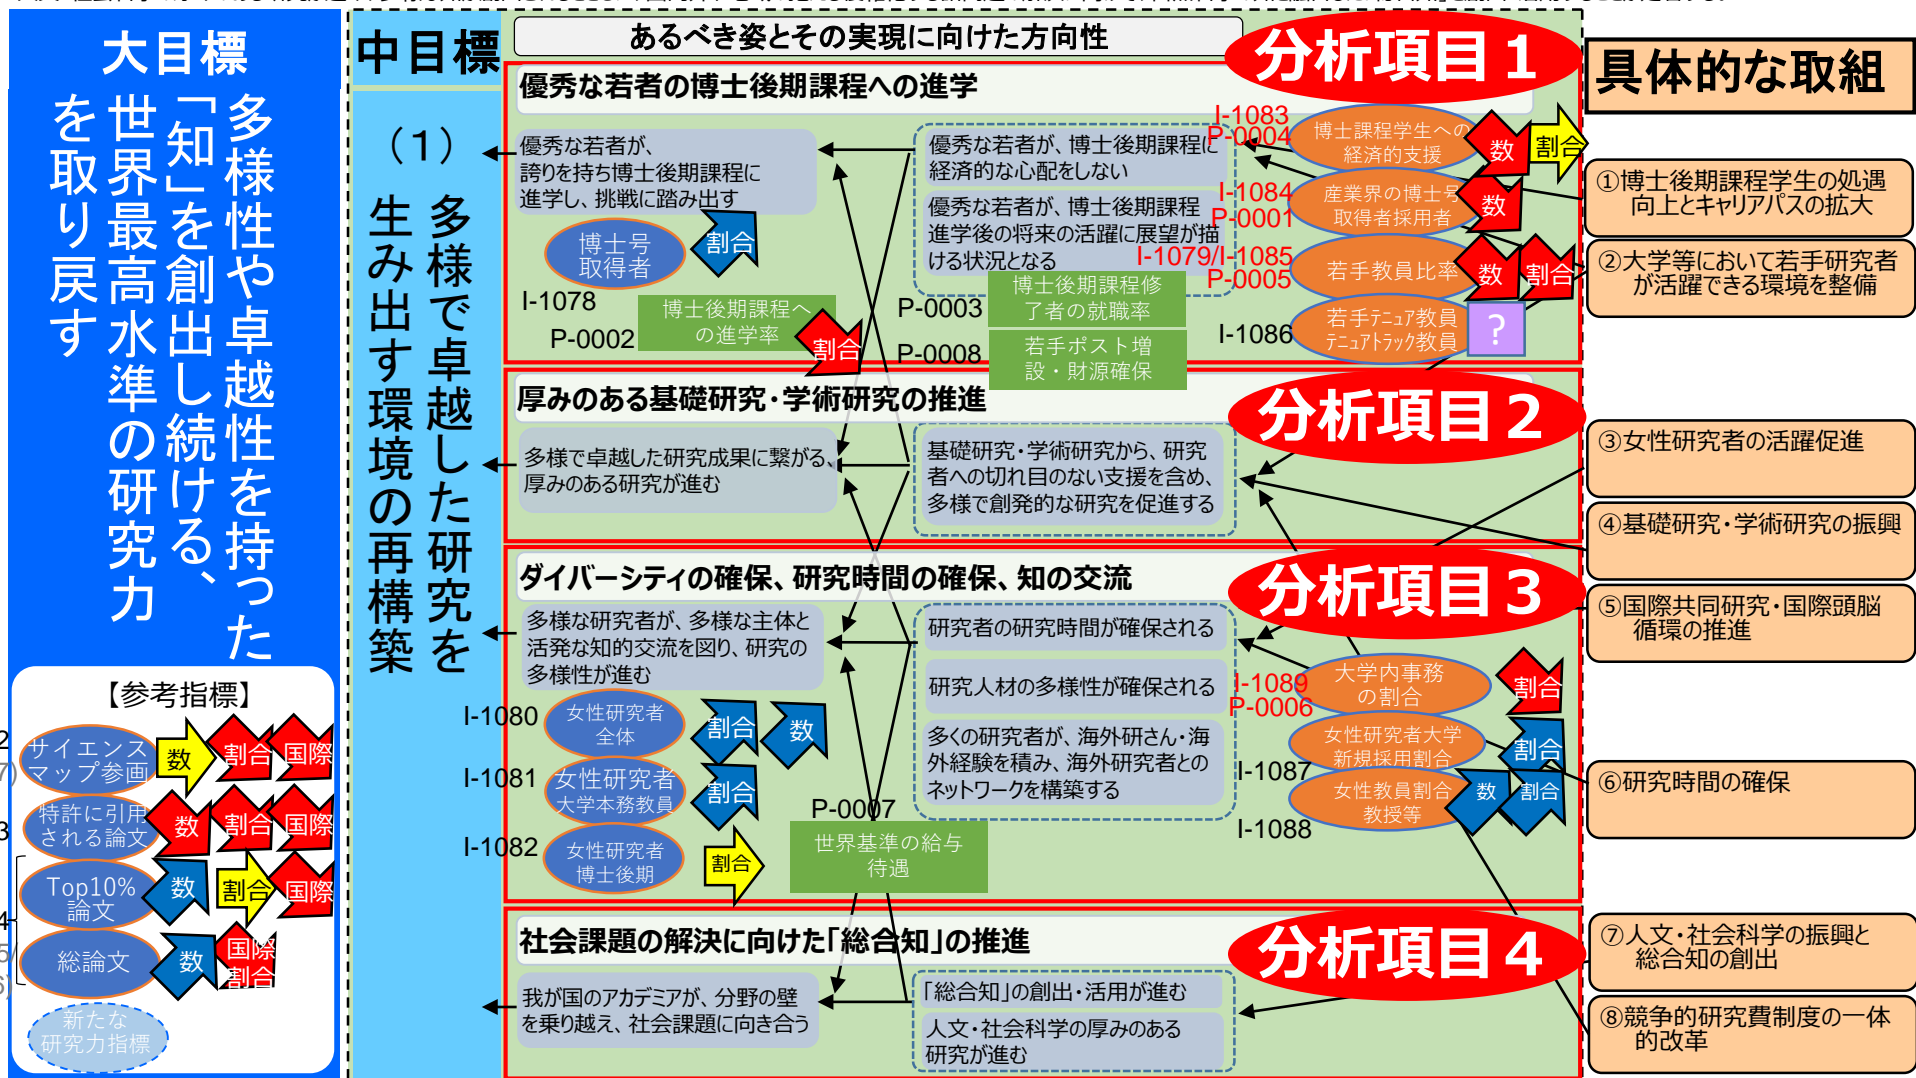 大目標
多様性や卓越性を持った
「知」を創出し続ける、
世界最高水準の研究力
を取り戻す
【参考指標】
サイエンス
マップ参画
数
割合
国際
3
特許に引用
される論文
数
割合
国際
4
Top10%
論文
数
割合
国際
総論文
数
国際
割合
新たな
研究力指標
中目標
（１）
多様で卓越した研究を
生み出す環境の再構築
あるべき姿とその実現に向けた方向性
分析項目１
優秀な若者の博士後期課程への進学
優秀な若者が、
誇りを持ち博士後期課程に
進学し、挑戦に踏み出す
博士号
取得者
割合
I-1078
P-0002
博士後期課程へ
の進学率
割合
優秀な若者が、博士後期課程に
経済的な心配をしない
優秀な若者が、博士後期課程
進学後の将来の活躍に展望が描
ける状況となる
P-0003
博士後期課程修
了者の就職率
P-0008
若手ポスト増
設・財源確保
I-1083
P-0004
博士課程学生への
経済的支援
数
割合
I-1084
P-0001
産業界の博士号
取得者採用者
数
I-1079/I-1085
P-0005
若手教員比率
数
割合
I-1086
若手テニュア教員
テニュアトラック教員
?
分析項目２
厚みのある基礎研究・学術研究の推進
多様で卓越した研究成果に繋がる、
厚みのある研究が進む
基礎研究・学術研究から、研究
者への切れ目のない支援を含め、
多様で創発的な研究を促進する
分析項目３
ダイバーシティの確保、研究時間の確保、知の交流
多様な研究者が、多様な主体と
活発な知的交流を図り、研究の
多様性が進む
I-1080
女性研究者
全体
割合
数
I-1081
女性研究者
大学本務教員
割合
I-1082
女性研究者
博士後期
割合
P-0007
世界基準の給与
待遇
研究者の研究時間が確保される
研究人材の多様性が確保される
多くの研究者が、海外研さん・海
外経験を積み、海外研究者との
ネットワークを構築する
I-1089
P-0006
大学内事務
の割合
割合
I-1087
女性研究者大学
新規採用割合
割合
I-1088
女性教員割合
教授等
数
割合
分析項目４
社会課題の解決に向けた「総合知」の推進
我が国のアカデミアが、分野の壁
を乗り越え、社会課題に向き合う
「総合知」の創出・活用が進む
人文・社会科学の厚みのある
研究が進む
具体的な取組
①博士後期課程学生の処遇
向上とキャリアパスの拡大
②大学等において若手研究者
が活躍できる環境を整備
③女性研究者の活躍促進
④基礎研究・学術研究の振興
⑤国際共同研究・国際頭脳
循環の推進
⑥研究時間の確保
⑦人文・社会科学の振興と
総合知の創出
⑧競争的研究費制度の一体
的改革